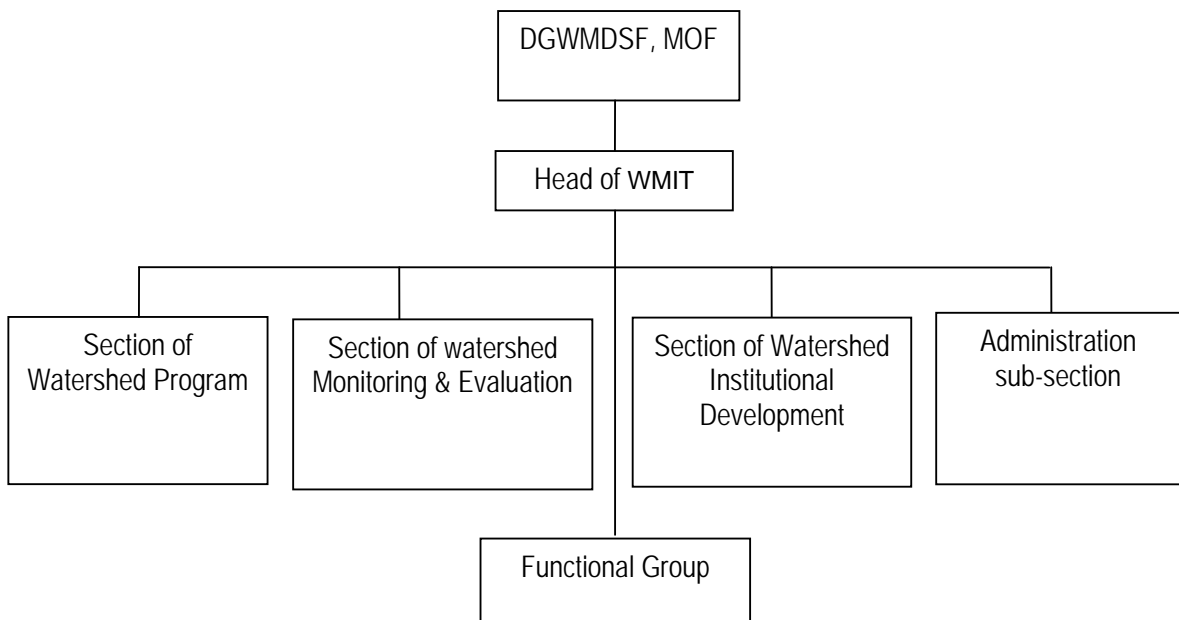 DGWMDSF, MOF
Head of WMIT
Section of
Watershed Program
Section of watershed
Monitoring & Evaluation
Section of Watershed
Institutional
Development
Administration
sub-section
Functional Group